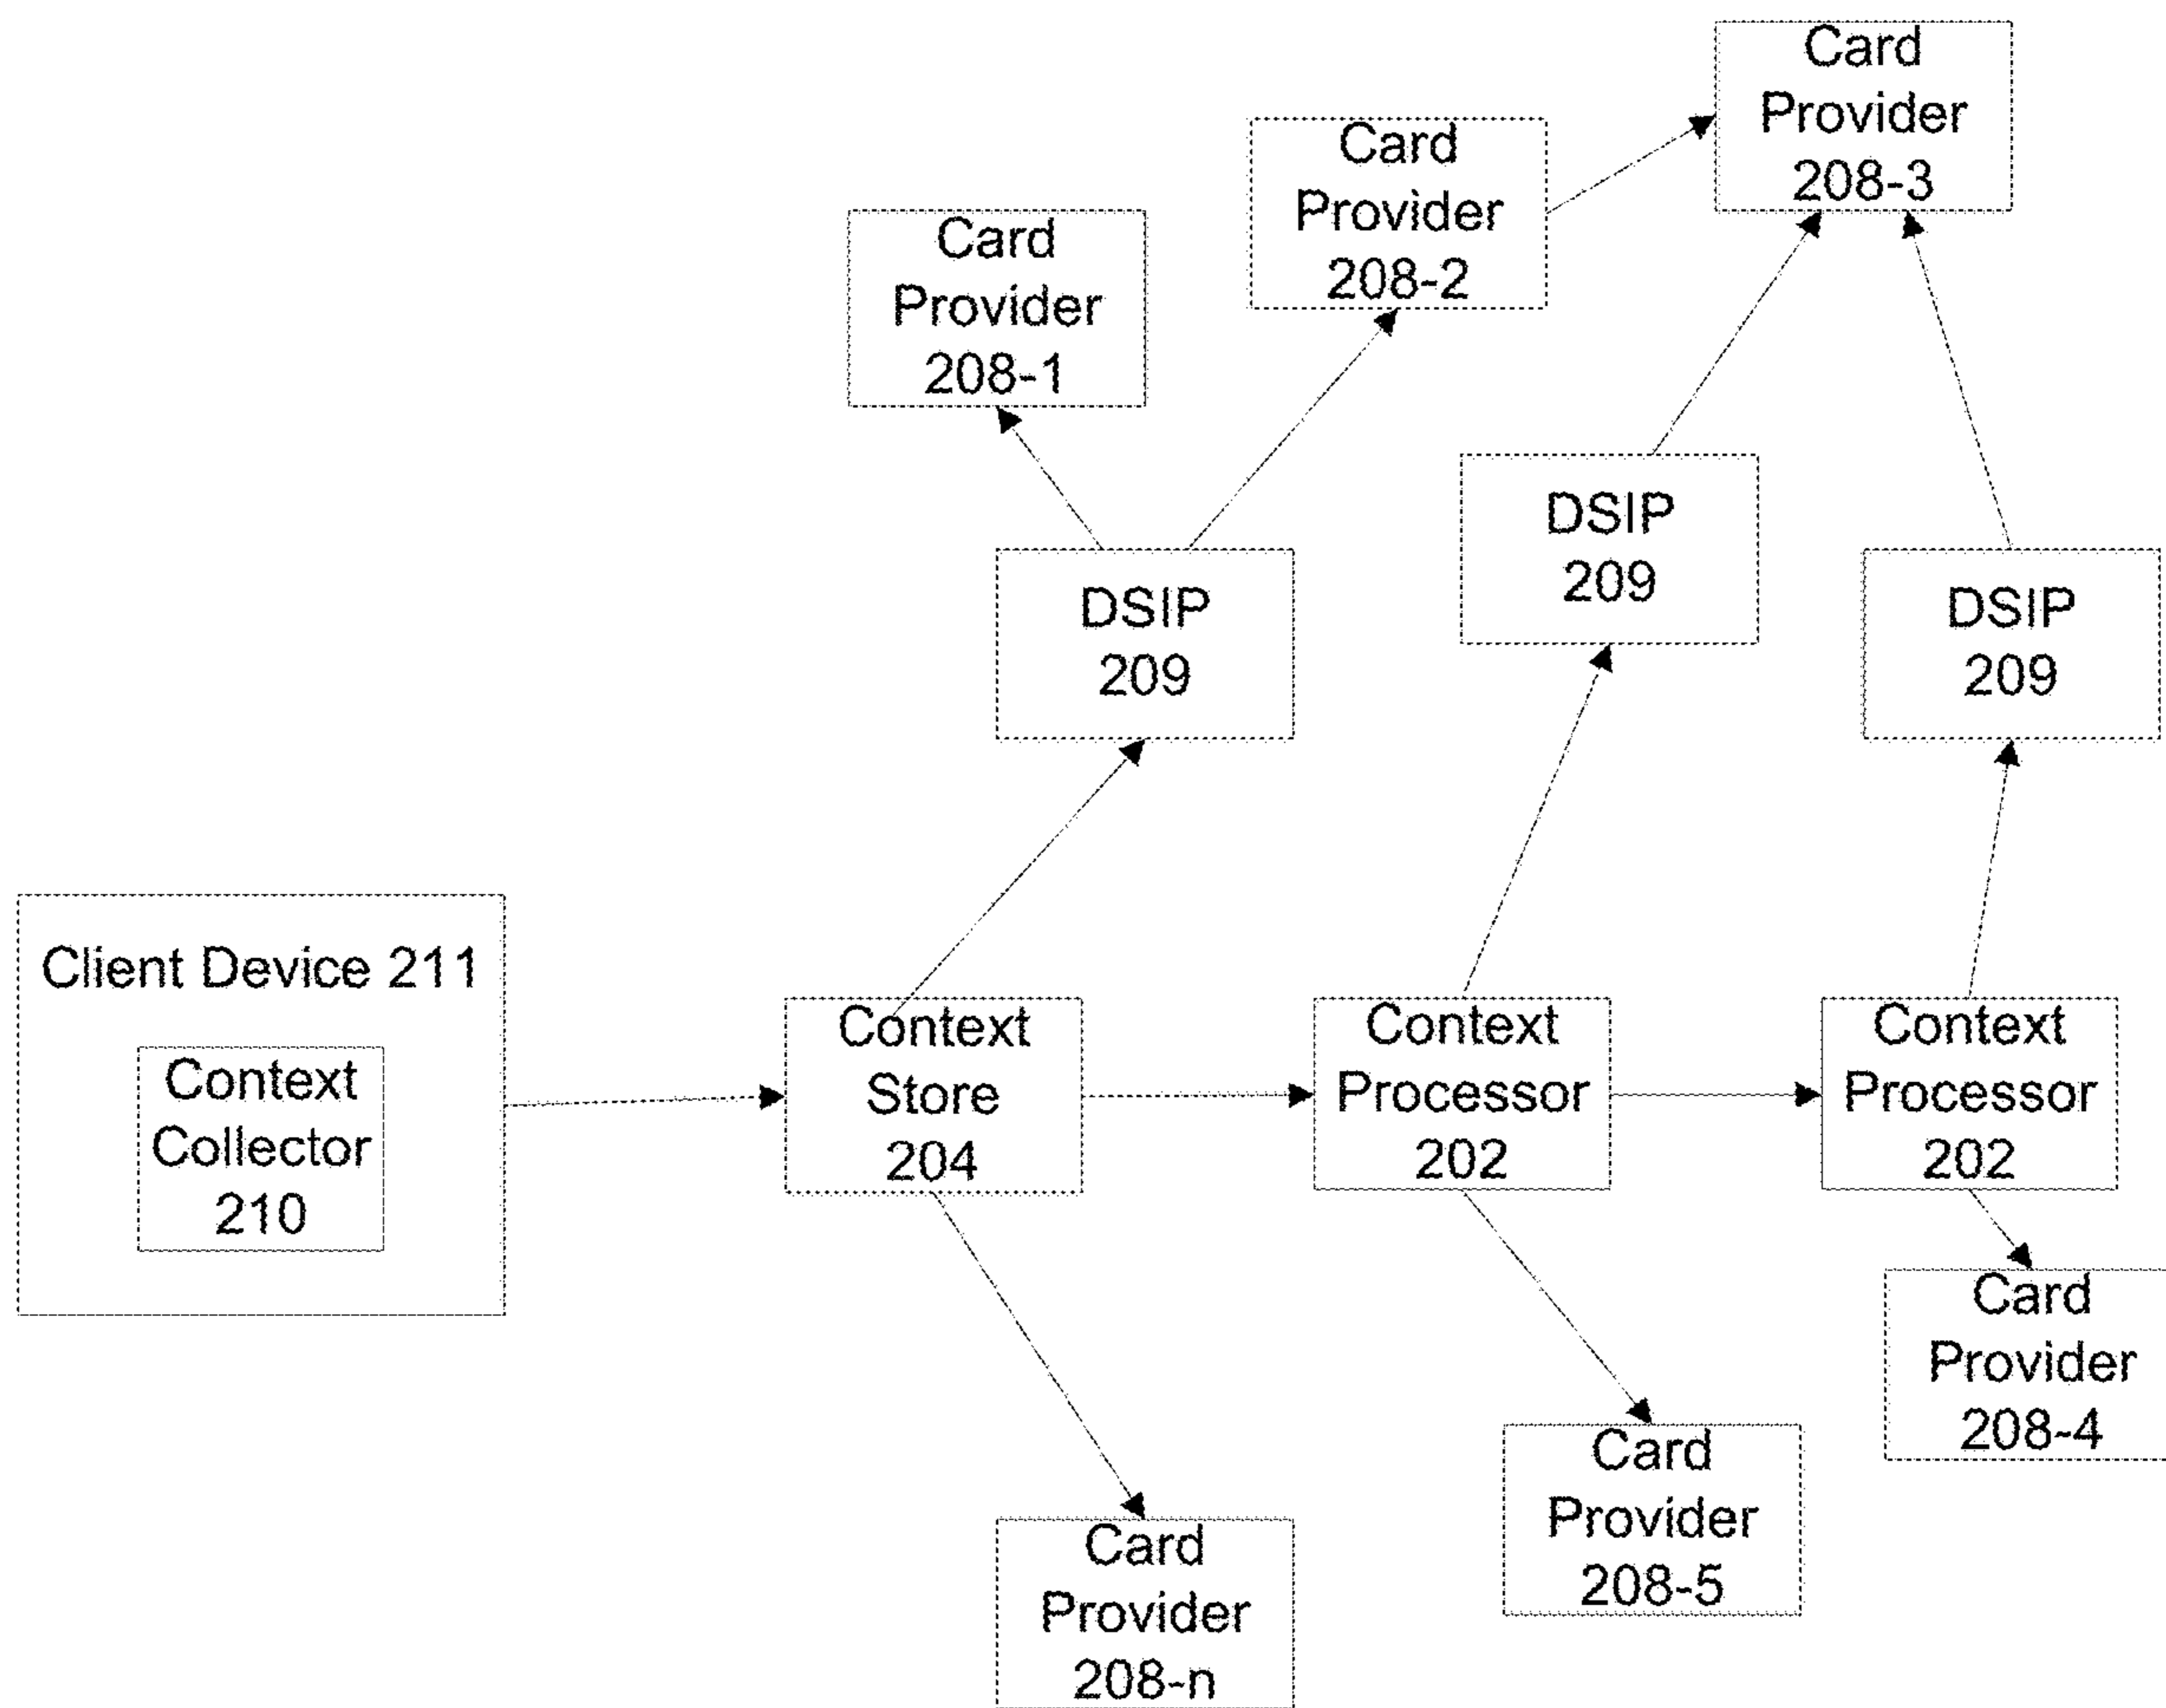 Card
Provider
208-3
Card
Provider
208-2
Card
Provider
208-1
DSIP
209
DSIP
209
DSIP
209
Client Device 211
Context
Collector
210
Context
Store
204
Context
Processor
202
Context
Processor
202
Card
Provider
208-4
Card
Provider
208-5
Card
Provider
208-n